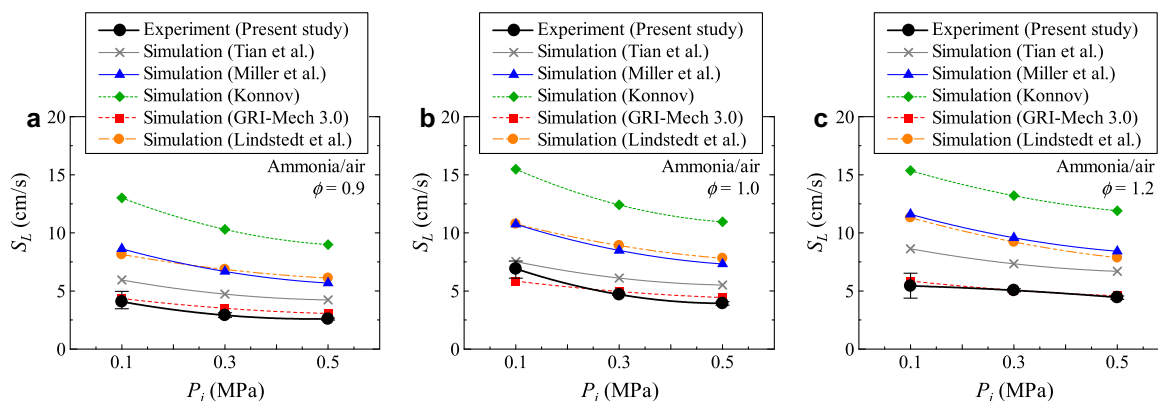 Experiment (Present study)
Simulation (Tian et al.)
Simulation (Miller et al.)
Simulation (Konnov)
Simulation (GRI-Mech 3.0)
Simulation (Lindstedt et al.)
a
Ammonia/air
ϕ = 0.9
20
15
10
5
0
S_L (cm/s)
0.1 0.3 0.5
P_i (MPa)
Experiment (Present study)
Simulation (Tian et al.)
Simulation (Miller et al.)
Simulation (Konnov)
Simulation (GRI-Mech 3.0)
Simulation (Lindstedt et al.)
b
Ammonia/air
ϕ = 1.0
20
15
10
5
0
S_L (cm/s)
0.1 0.3 0.5
P_i (MPa)
Experiment (Present study)
Simulation (Tian et al.)
Simulation (Miller et al.)
Simulation (Konnov)
Simulation (GRI-Mech 3.0)
Simulation (Lindstedt et al.)
c
Ammonia/air
ϕ = 1.2
20
15
10
5
0
S_L (cm/s)
0.1 0.3 0.5
P_i (MPa)